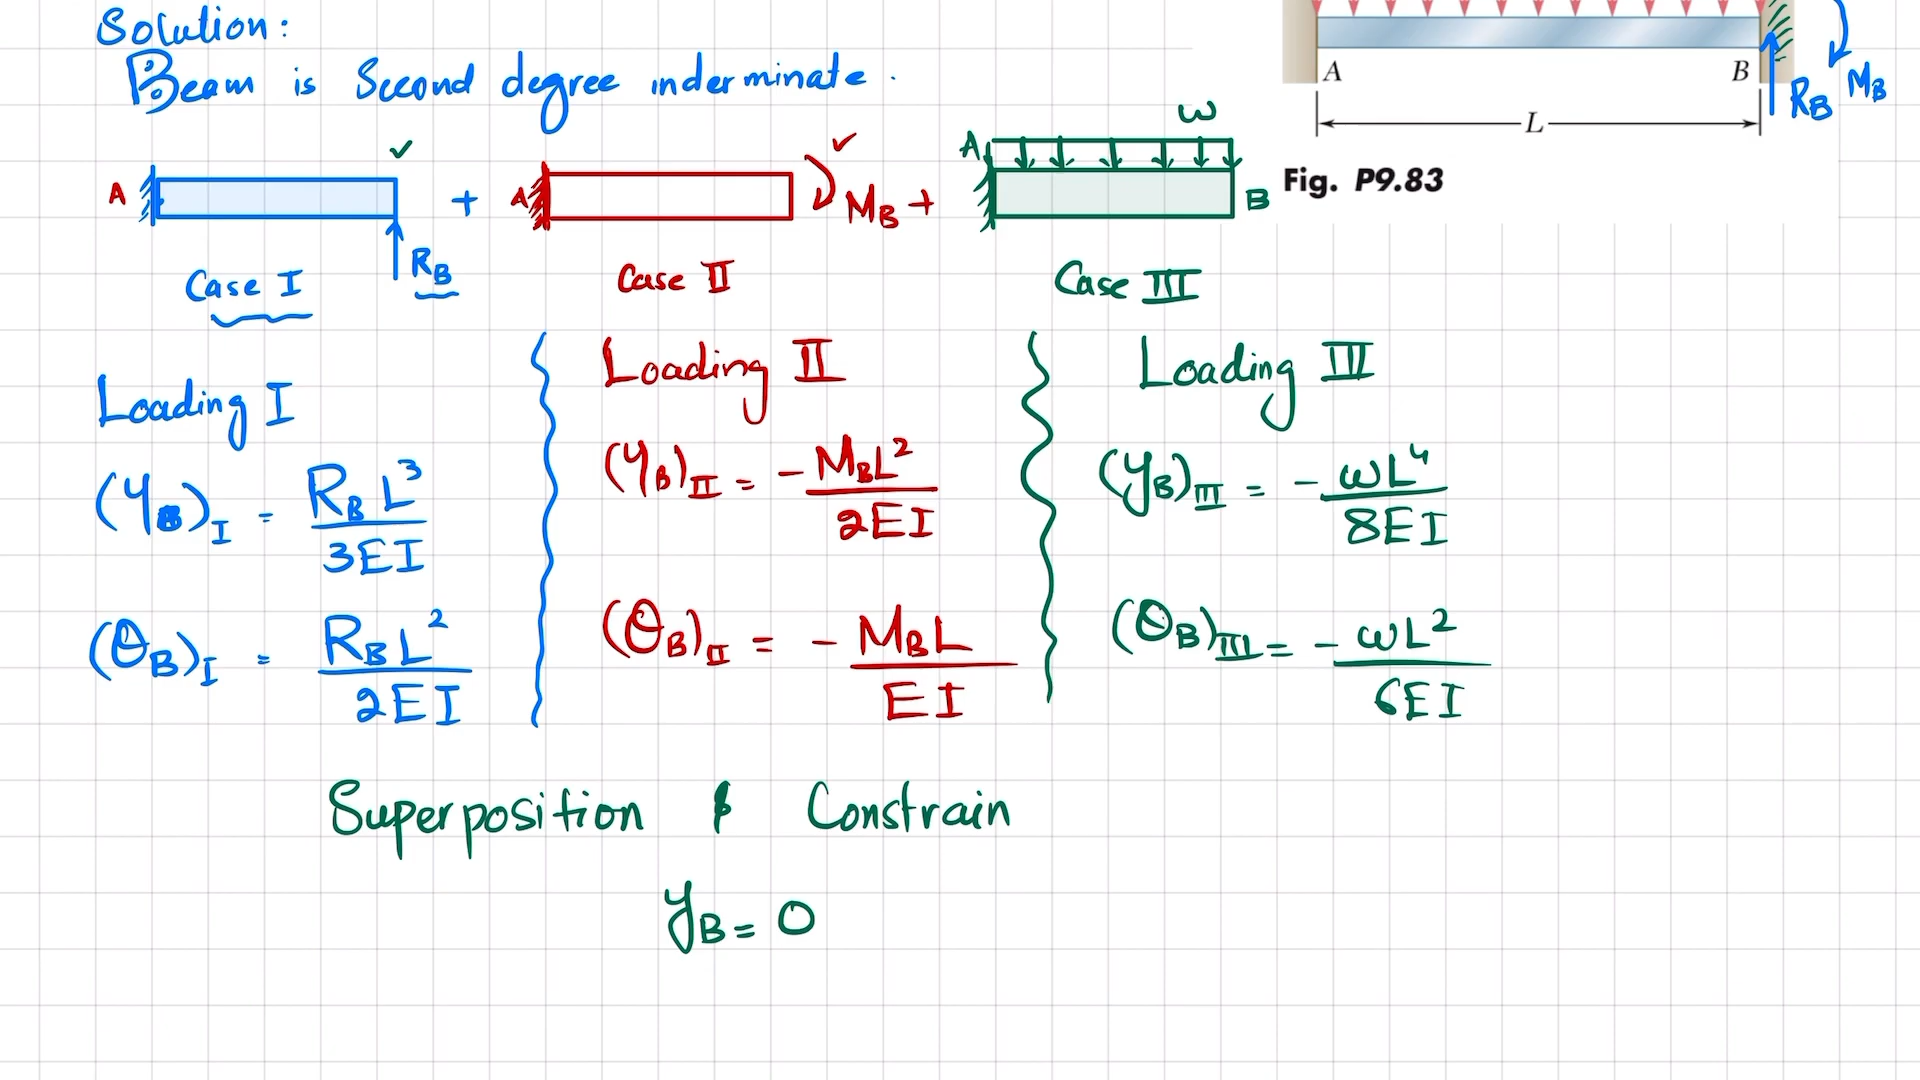 Solution:
Beam is Second degree inderminate.
A
B
R_B
M_B
L
Fig. P9.83
A
R_B
Case I
+
A
M_B
+
Case II
A
w
B
Case III
Loading I
(y_B)_I = R_B L^3 / 3EI
(θ_B)_I = R_B L^2 / 2EI
Loading II
(y_B)_II = - M_B L^2 / 2EI
(θ_B)_II = - M_B L / EI
Loading III
(y_B)_III = - ωL^4 / 8EI
(θ_B)_III = - ωL^2 / 6EI
Superposition & Constrain
y_B = 0